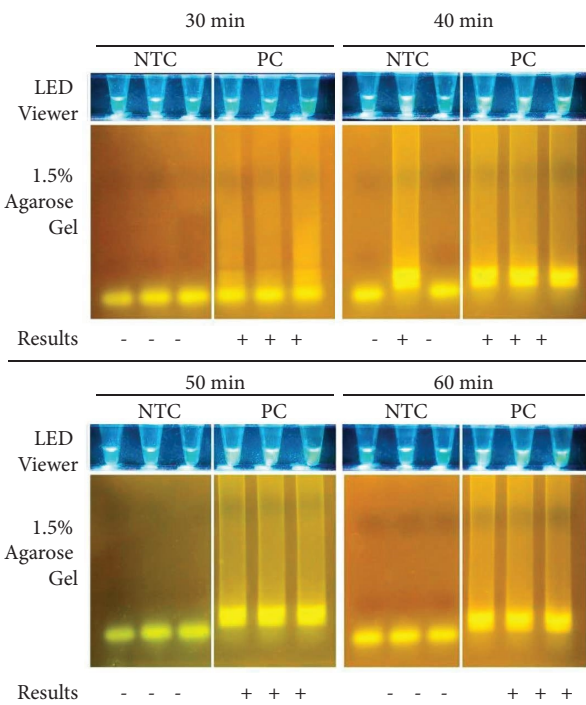 30 min 40 min
NTC PC NTC PC
LED
Viewer
1.5%
Agarose
Gel
Results - - - + + + - + - + + +
50 min 60 min
NTC PC NTC PC
LED
Viewer
1.5%
Agarose
Gel
Results - - - + + + - - - + + +